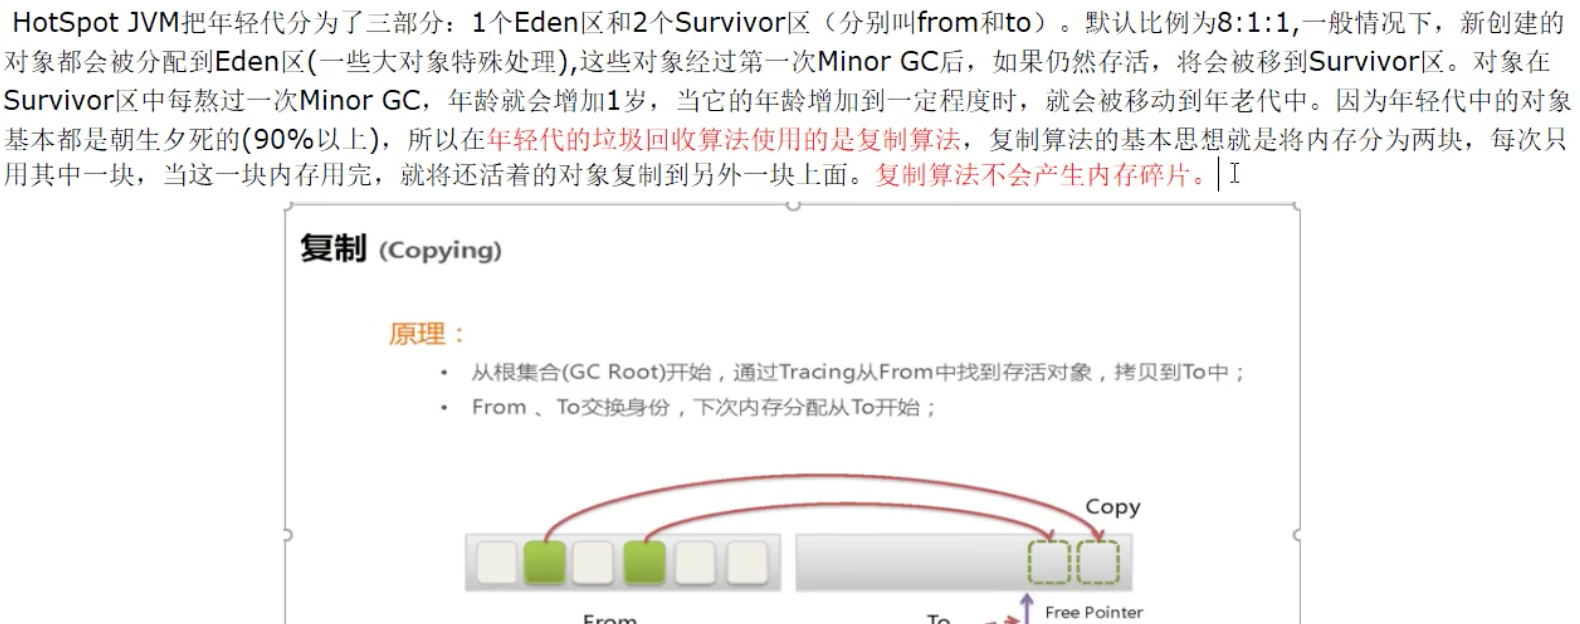 HotSpot JVM把年轻代分为了三部分：1个Eden区和2个Survivor区（分别叫from和to）。默认比例为8:1:1,一般情况下，新创建的
对象都会被分配到Eden区(一些大对象特殊处理),这些对象经过第一次Minor GC后，如果仍然存活，将会被移到Survivor区。对象在
Survivor区中每熬过一次Minor GC，年龄就会增加1岁，当它的年龄增加到一定程度时，就会被移动到年老代中。因为年轻代中的对象
基本都是朝生夕死的(90%以上)，所以在年轻代的垃圾回收算法使用的是复制算法，复制算法的基本思想就是将内存分为两块，每次只
用其中一块，当这一块内存用完，就将还活着的对象复制到另外一块上面。复制算法不会产生内存碎片。
复制 (Copying)
原理：
• 从根集合(GC Root)开始，通过Tracing从From中找到存活对象，拷贝到To中；
• From 、To交换身份，下次内存分配从To开始；
Copy
From To Free Pointer